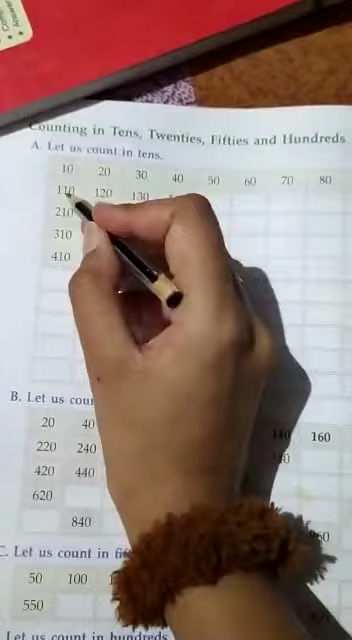 Counting in Tens, Twenties, Fifties and Hundreds
A. Let us count in tens.
10 20 30 40 50 60 70 80
110 120 130
210
310
410
B. Let us
20 40 160
220 240
420 440
620
840
C. Let us count in
50 100
550
Let us count in hundreds